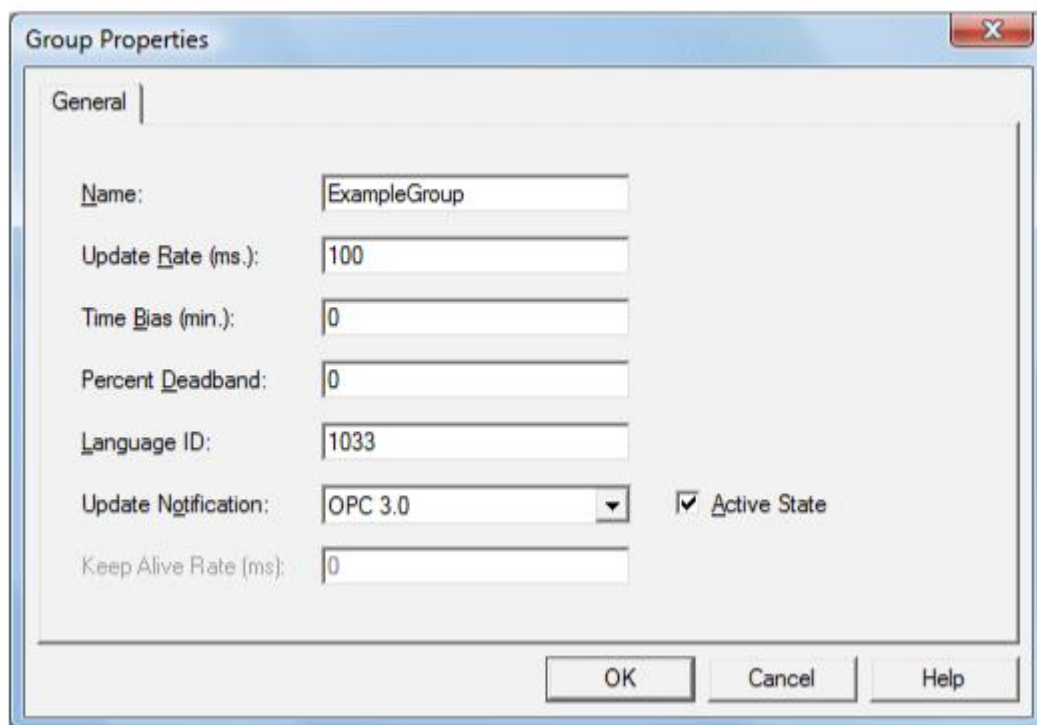 Group Properties
General
Name: ExampleGroup
Update Rate (ms.): 100
Time Bias (min.): 0
Percent Deadband: 0
Language ID: 1033
Update Notification: OPC 3.0 Active State
Keep Alive Rate (ms): 0
OK Cancel Help